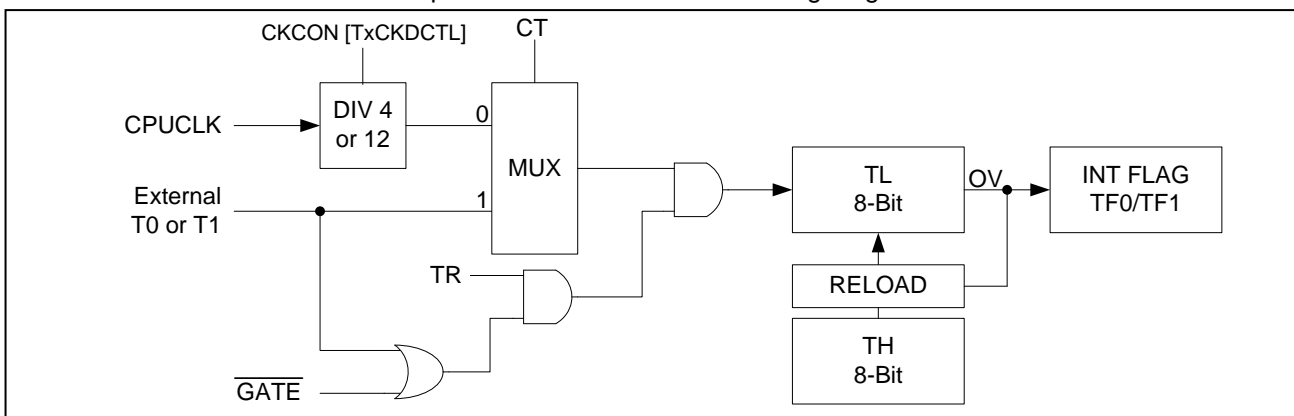 CKCON [TxCKDCTL]
CT
CPUCLK
DIV 4
or 12
0
MUX
External
T0 or T1
1
TL
8-Bit
OV
INT FLAG
TF0/TF1
TR
RELOAD
TH
8-Bit
GATE